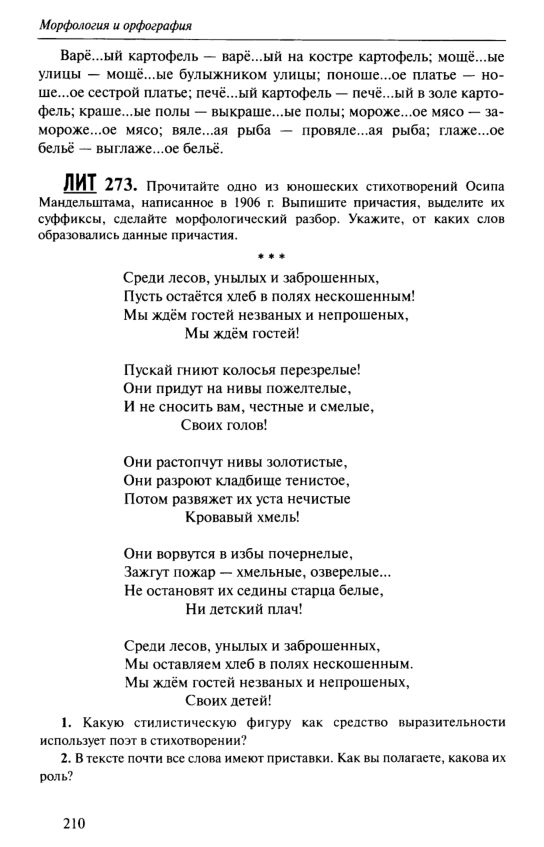 Морфология и орфография
Варё...ый картофель — варё...ый на костре картофель; мощё...ые
улицы — мощё...ые булыжником улицы; поноше...ое платье — но-
ше...ое сестрой платье; печё...ый картофель — печё...ый в золе карто-
фель; краше...ые полы — выкраше...ые полы; мороже...ое мясо — за-
мороже...ое мясо; вяле...ая рыба — провяле...ая рыба; глаже...ое
бельё — выглаже...ое бельё.
ЛИТ 273. Прочитайте одно из юношеских стихотворений Осипа
Мандельштама, написанное в 1906 г. Выпишите причастия, выделите их
суффиксы, сделайте морфологический разбор. Укажите, от каких слов
образовались данные причастия.
* * *
Среди лесов, унылых и заброшенных,
Пусть остаётся хлеб в полях нескошенным!
Мы ждём гостей незваных и непрошеных,
Мы ждём гостей!
Пускай гниют колосья перезрелые!
Они придут на нивы пожелтелые,
И не сносить вам, честные и смелые,
Своих голов!
Они растопчут нивы золотистые,
Они разроют кладбище тенистое,
Потом развяжет их уста нечистые
Кровавый хмель!
Они ворвутся в избы почернелые,
Зажгут пожар — хмельные, озверелые...
Не остановят их седины старца белые,
Ни детский плач!
Среди лесов, унылых и заброшенных,
Мы оставляем хлеб в полях нескошенным.
Мы ждём гостей незваных и непрошеных,
Своих детей!
1. Какую стилистическую фигуру как средство выразительности
использует поэт в стихотворении?
2. В тексте почти все слова имеют приставки. Как вы полагаете, какова их
роль?
210